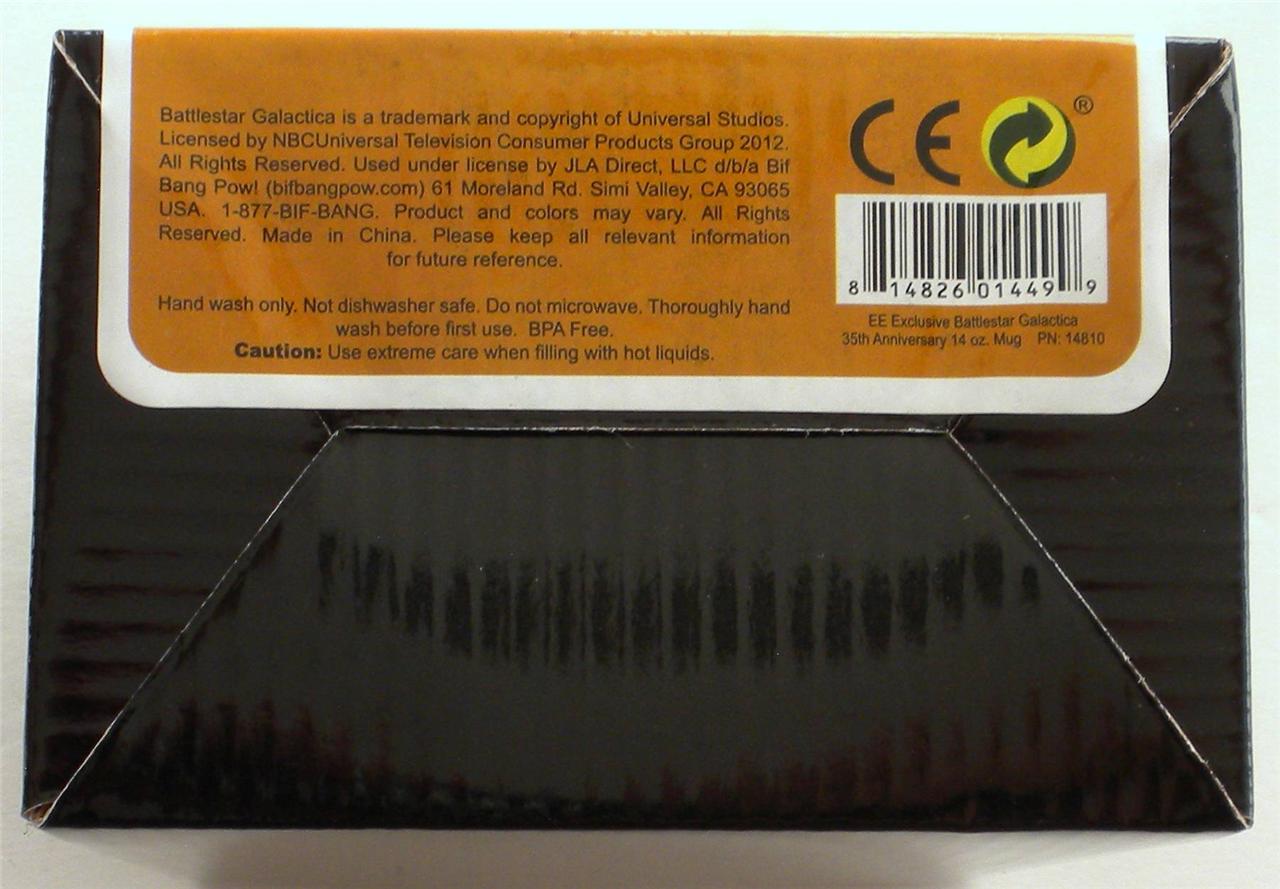 Battlestar Galactica is a trademark and copyright of Universal Studios.
Licensed by NBCUniversal Television Consumer Products Group 2012.
All Rights Reserved. Used under license by JLA Direct, LLC d/b/a Bif
Bang Pow! (bifbangpow.com) 61 Moreland Rd. Simi Valley, CA 93065
USA. 1-877-BIF-BANG. Product and colors may vary. All Rights
Reserved. Made in China. Please keep all relevant information
for future reference.
Hand wash only. Not dishwasher safe. Do not microwave. Thoroughly hand
wash before first use. BPA Free.
Caution: Use extreme care when filling with hot liquids.
CE ®
8 14826 01449 9
EE Exclusive Battlestar Galactica
35th Anniversary 14 oz. Mug PN: 14810